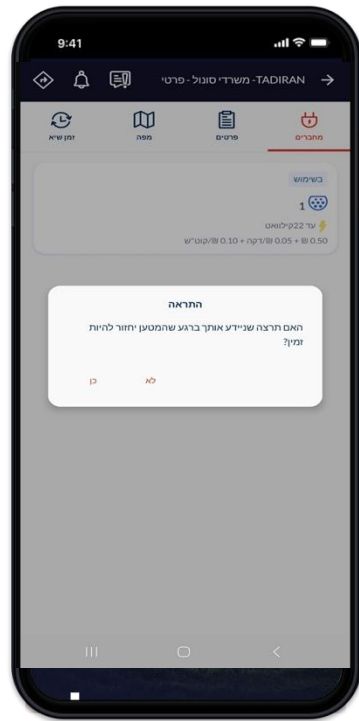 9:41
TADIRAN- משרדי סונול - פרטי
מחברים
פרטים
מפה
זמן שיא
בשימוש
1
עד 22קילוואט
0.50 ₪ + 0.05 ₪/דקה + 0.10 ₪/קוט"ש
התראה
האם תרצה שניידע אותך ברגע שהמטען יחזור להיות
זמין?
לא
כן